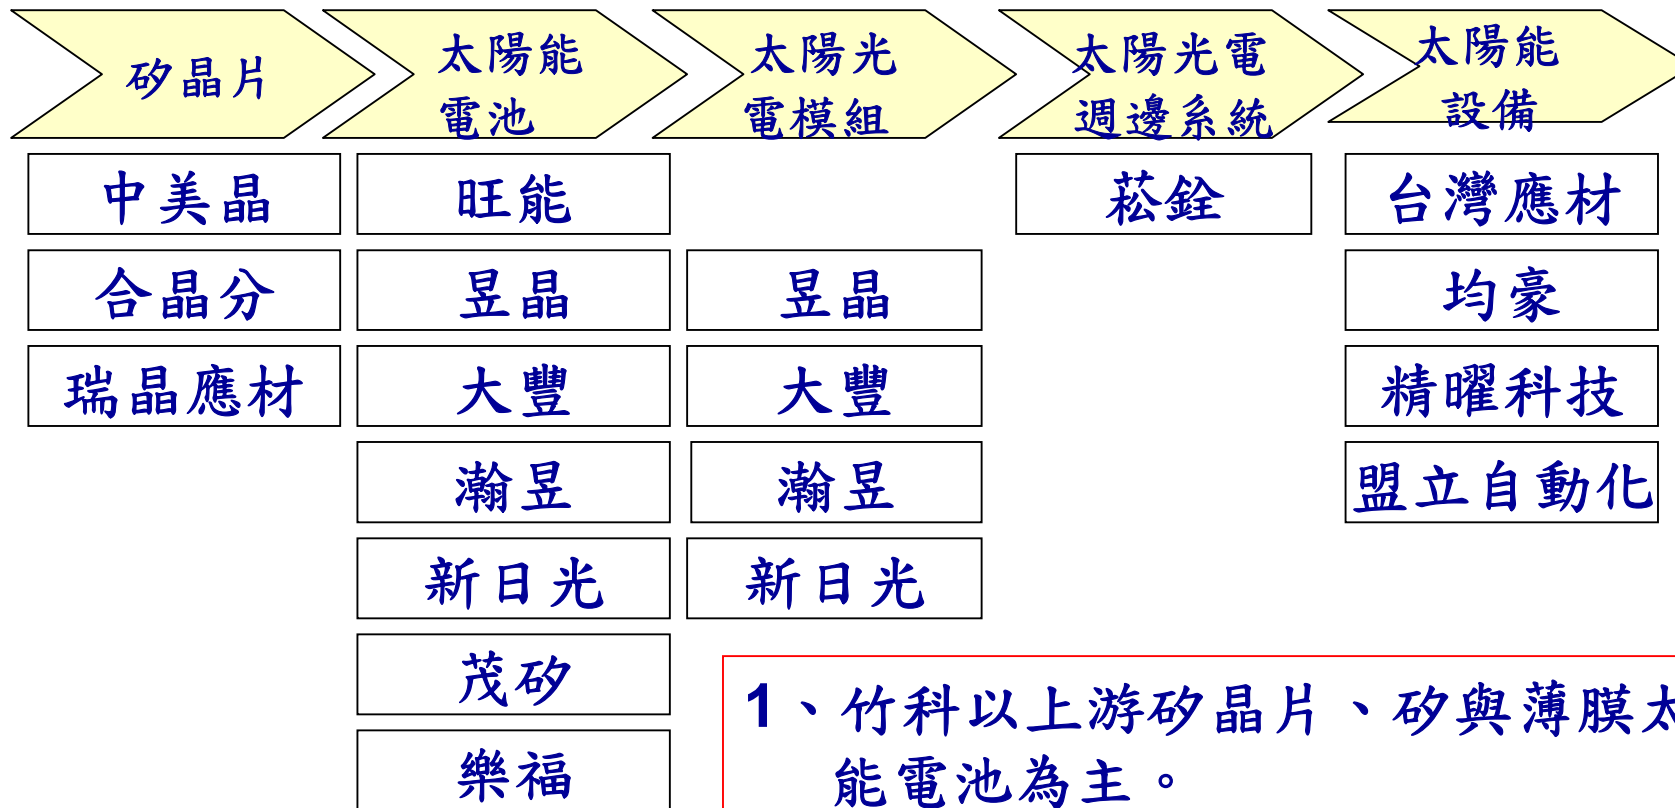 矽晶片
太陽能
電池
太陽光
電模組
太陽光電
週邊系統
太陽能
設備
中美晶
旺能
菘銓
台灣應材
合晶分
昱晶
昱晶
均豪
瑞晶應材
大豐
大豐
精曜科技
瀚昱
瀚昱
盟立自動化
新日光
新日光
茂矽
樂福
1、竹科以上游矽晶片、矽與薄膜太
能電池為主。